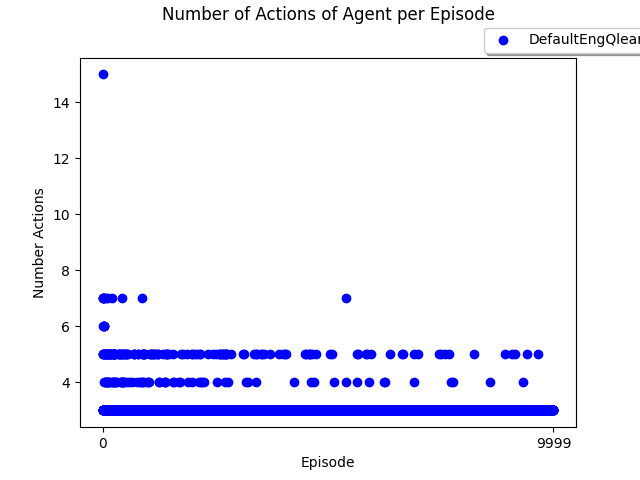 Number of Actions of Agent per Episode
DefaultEngQlear
14
12
10
8
6
4
Number Actions
0
9999
Episode